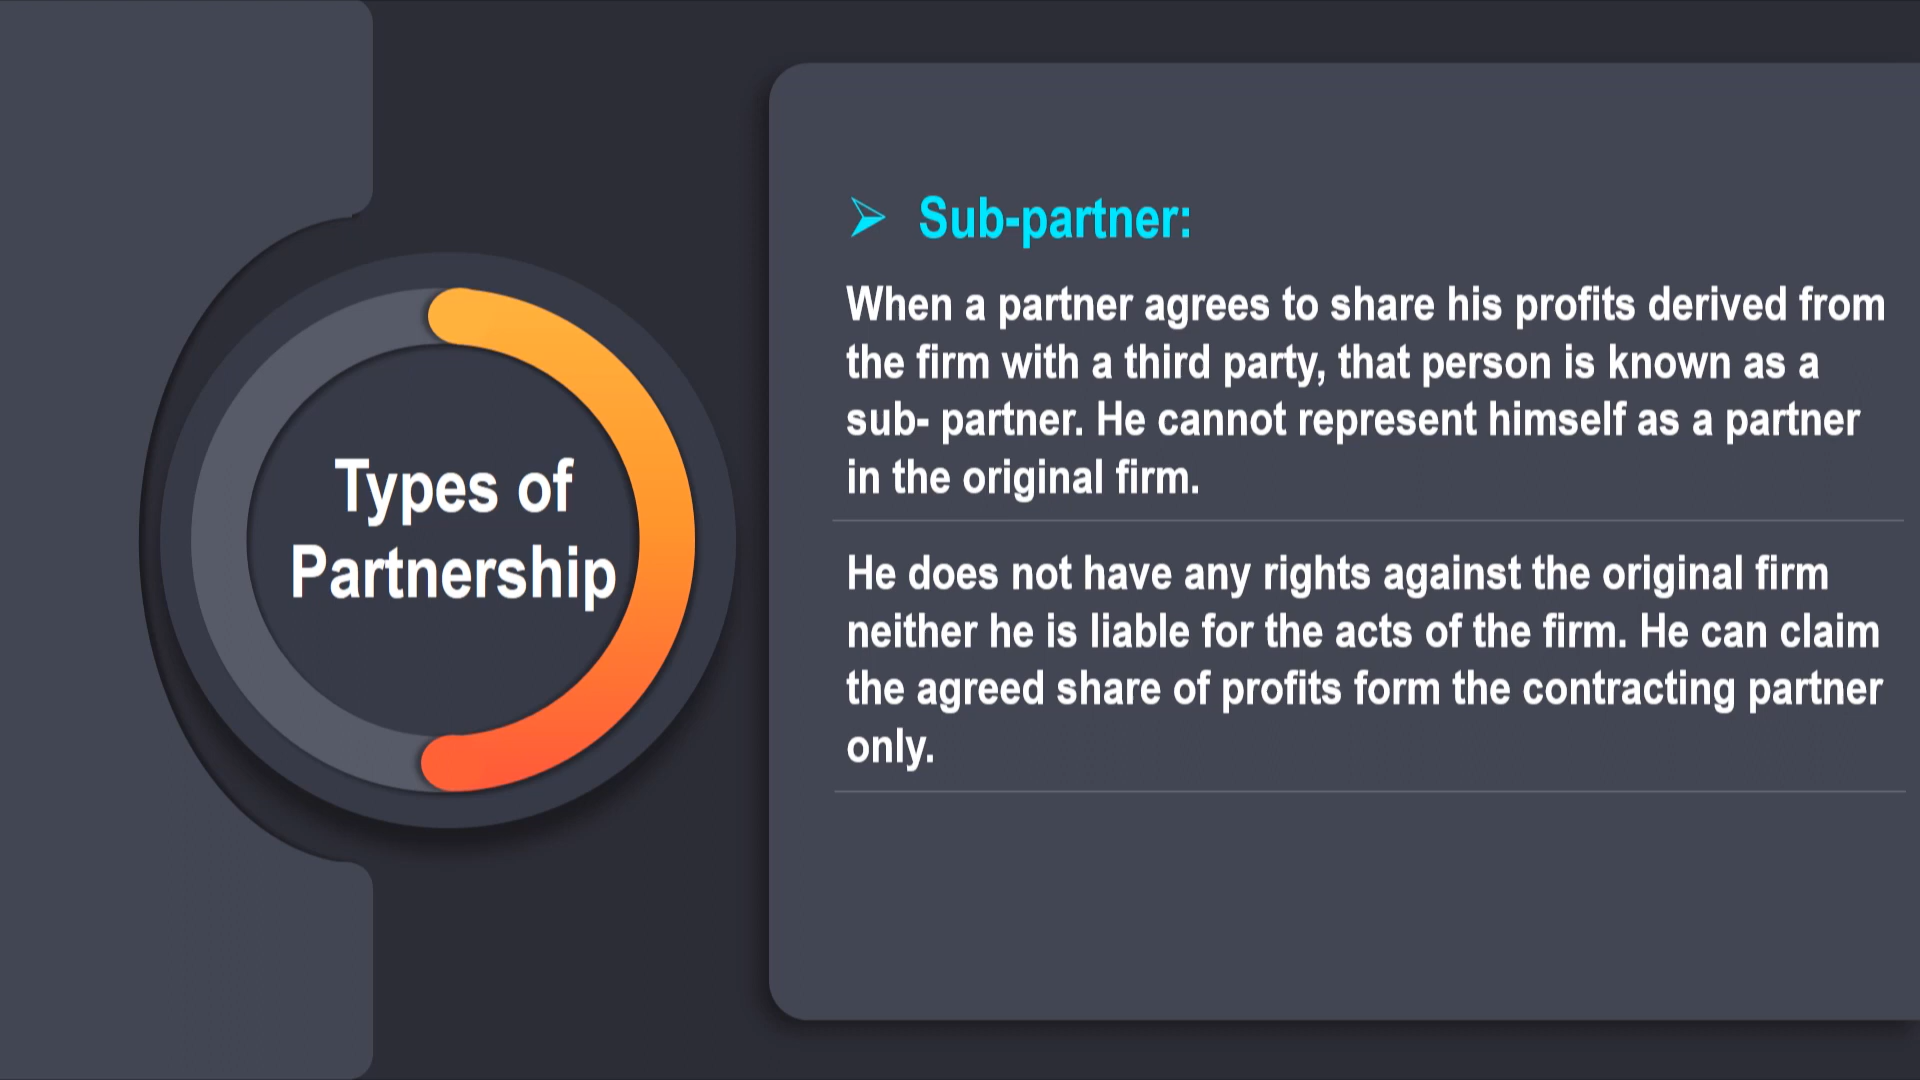 Types of
Partnership
Sub-partner:
When a partner agrees to share his profits derived from
the firm with a third party, that person is known as a
sub- partner. He cannot represent himself as a partner
in the original firm.
He does not have any rights against the original firm
neither he is liable for the acts of the firm. He can claim
the agreed share of profits form the contracting partner
only.